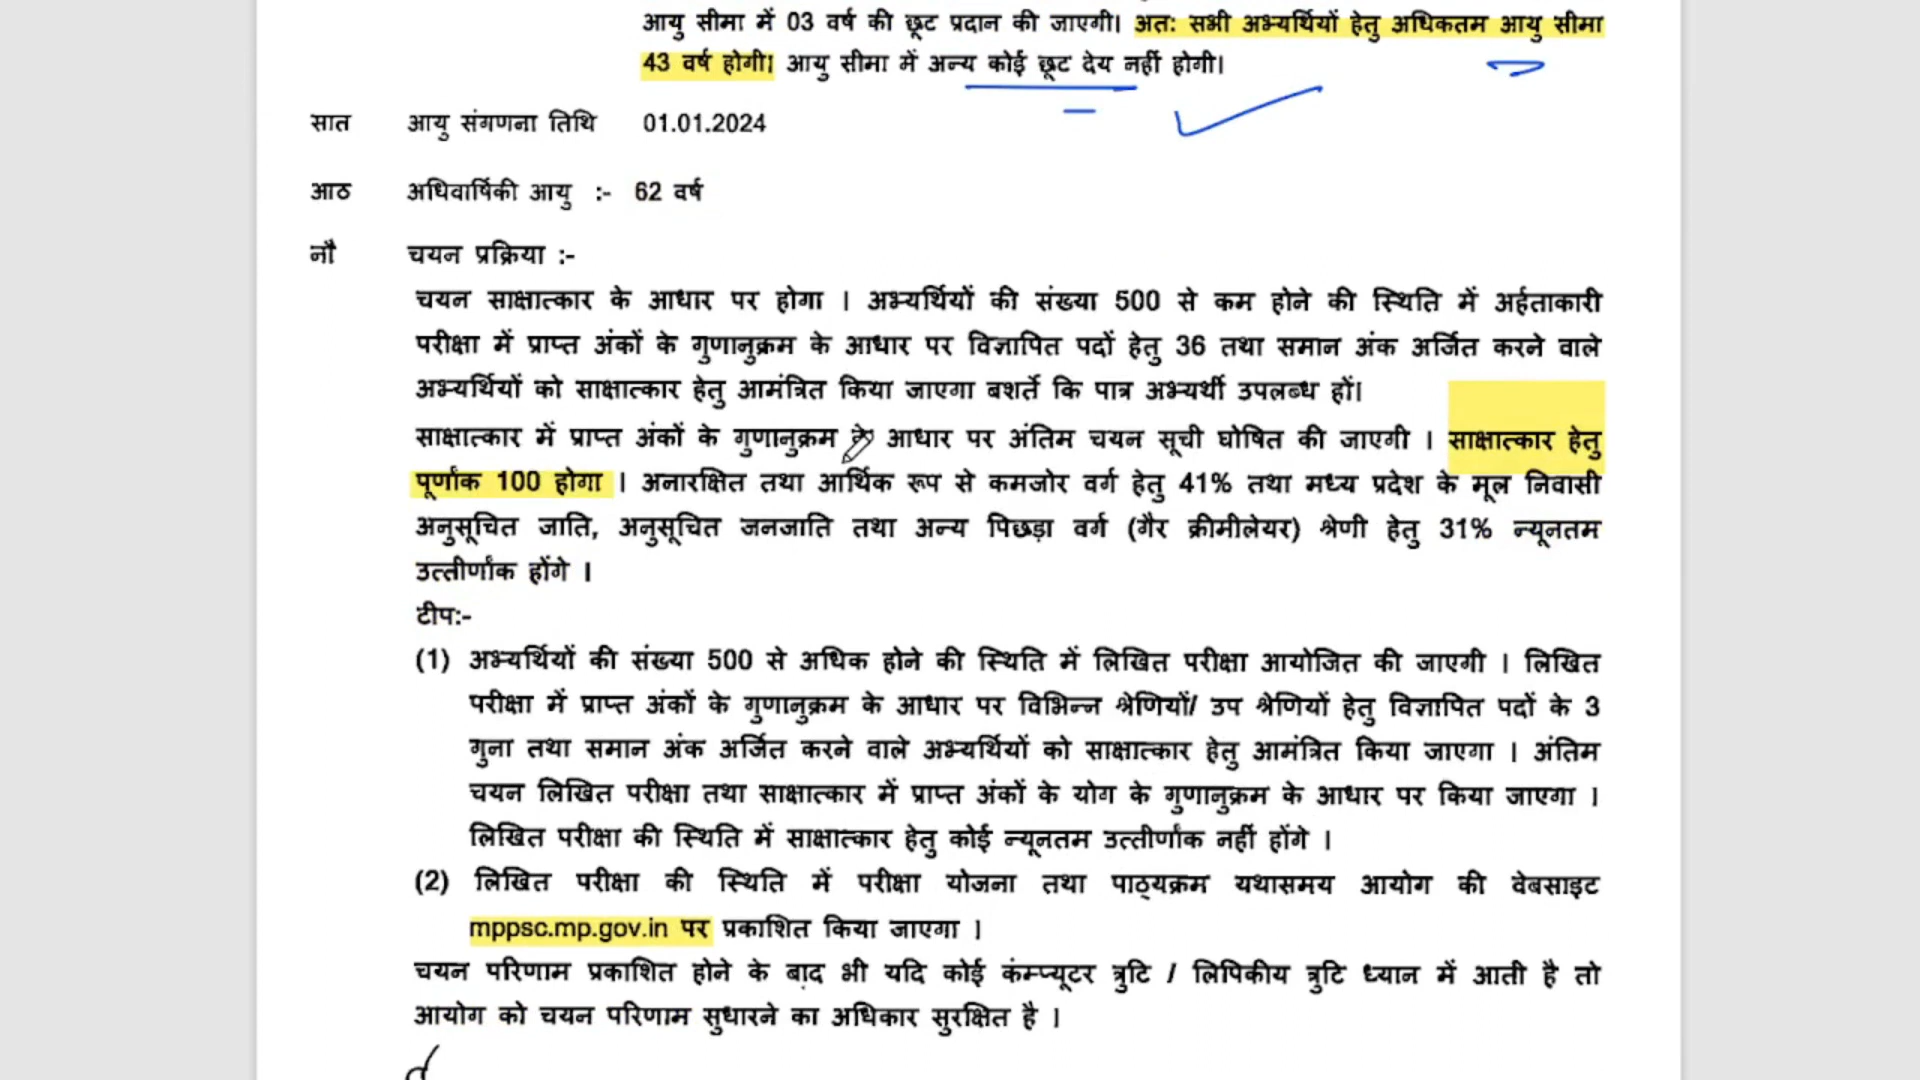 आयु सीमा में 03 वर्ष की छूट प्रदान की जाएगी। अत: सभी अभ्यर्थियों हेतु अधिकतम आयु सीमा
43 वर्ष होगी। आयु सीमा में अन्य कोई छूट देय नहीं होगी।
सात आयु संगणना तिथि 01.01.2024
आठ अधिवार्षिकी आयु :- 62 वर्ष
नौ चयन प्रक्रिया :-
चयन साक्षात्कार के आधार पर होगा । अभ्यर्थियों की संख्या 500 से कम होने की स्थिति में अर्हताकारी
परीक्षा में प्राप्त अंकों के गुणानुक्रम के आधार पर विज्ञापित पदों हेतु 36 तथा समान अंक अर्जित करने वाले
अभ्यर्थियों को साक्षात्कार हेतु आमंत्रित किया जाएगा बशर्ते कि पात्र अभ्यर्थी उपलब्ध हों।
साक्षात्कार में प्राप्त अंकों के गुणानुक्रम के आधार पर अंतिम चयन सूची घोषित की जाएगी । साक्षात्कार हेतु
पूर्णांक 100 होगा । अनारक्षित तथा आर्थिक रूप से कमजोर वर्ग हेतु 41% तथा मध्य प्रदेश के मूल निवासी
अनुसूचित जाति, अनुसूचित जनजाति तथा अन्य पिछड़ा वर्ग (गैर क्रीमीलेयर) श्रेणी हेतु 31% न्यूनतम
उत्तीर्णांक होंगे ।
टीप:-
(1) अभ्यर्थियों की संख्या 500 से अधिक होने की स्थिति में लिखित परीक्षा आयोजित की जाएगी । लिखित
परीक्षा में प्राप्त अंकों के गुणानुक्रम के आधार पर विभिन्न श्रेणियों/ उप श्रेणियों हेतु विज्ञापित पदों के 3
गुना तथा समान अंक अर्जित करने वाले अभ्यर्थियों को साक्षात्कार हेतु आमंत्रित किया जाएगा । अंतिम
चयन लिखित परीक्षा तथा साक्षात्कार में प्राप्त अंकों के योग के गुणानुक्रम के आधार पर किया जाएगा ।
लिखित परीक्षा की स्थिति में साक्षात्कार हेतु कोई न्यूनतम उत्तीर्णांक नहीं होंगे ।
(2) लिखित परीक्षा की स्थिति में परीक्षा योजना तथा पाठ्यक्रम यथासमय आयोग की वेबसाइट
mppsc.mp.gov.in पर प्रकाशित किया जाएगा ।
चयन परिणाम प्रकाशित होने के बाद भी यदि कोई कंम्प्यूटर त्रुटि / लिपिकीय त्रुटि ध्यान में आती है तो
आयोग को चयन परिणाम सुधारने का अधिकार सुरक्षित है ।